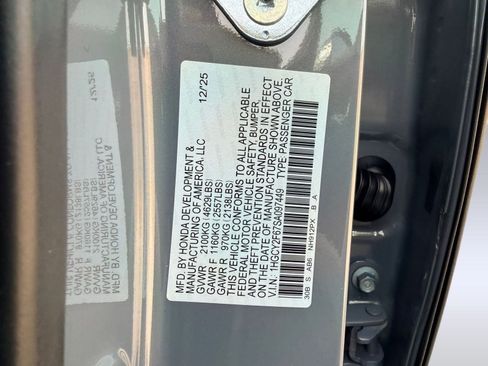 MFD. BY HONDA DEVELOPMENT &
MANUFACTURING OF AMERICA, LLC 12/25
GVWR 2100KG (4629LBS)
GAWR F 1160KG (2557LBS)
GAWR R 970KG (2138LBS)
THIS VEHICLE CONFORMS TO ALL APPLICABLE
FEDERAL MOTOR VEHICLE SAFETY, BUMPER,
AND THEFT PREVENTION STANDARDS IN EFFECT
ON THE DATE OF MANUFACTURE SHOWN ABOVE.
V.I.N. : 1HGCY2F67SA097449 TYPE : PASSENGER CAR
30B S AB6 NH912PX B A